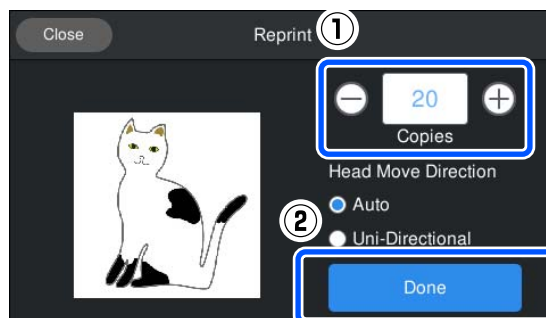 Close
Reprint
①
20
Copies
Head Move Direction
Auto
②
Uni-Directional
Done